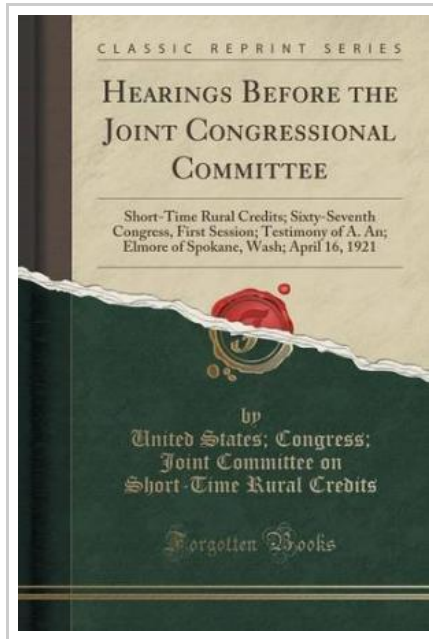 CLASSIC REPRINT SERIES
HEARINGS BEFORE THE
JOINT CONGRESSIONAL
COMMITTEE
Short-Time Rural Credits; Sixty-Seventh
Congress, First Session; Testimony of A. An;
Elmore of Spokane, Wash; April 16, 1921
F
by
United States; Congress;
Joint Committee on
Short-Time Rural Credits
Forgotten Books